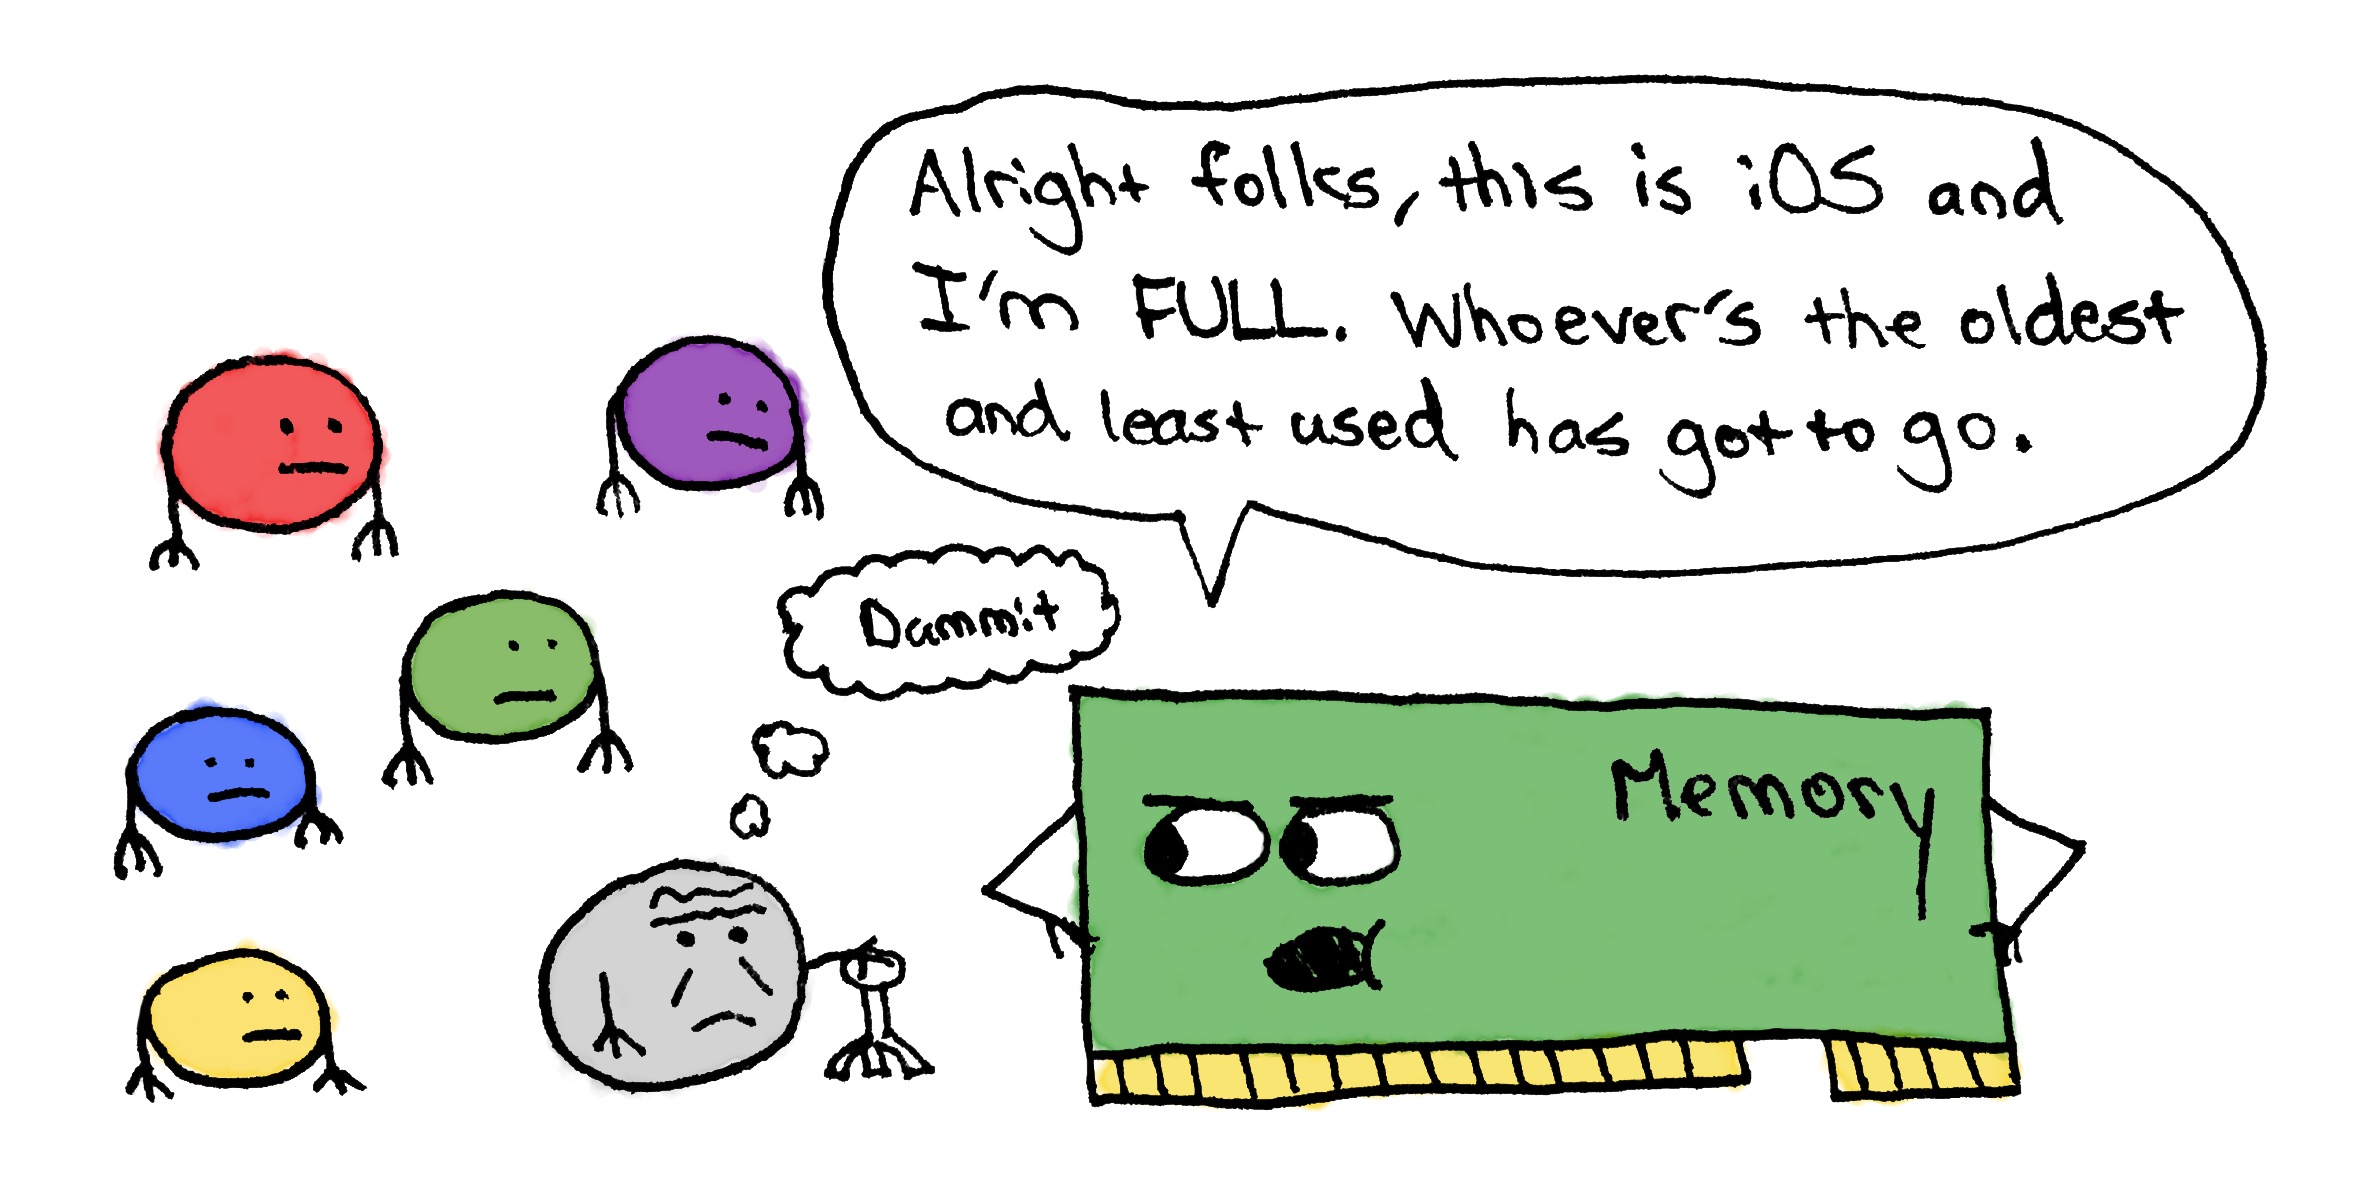 Alright folks, this is iOS and
I'm FULL. Whoever's the oldest
and least used has got to go.
Dammit
Memory